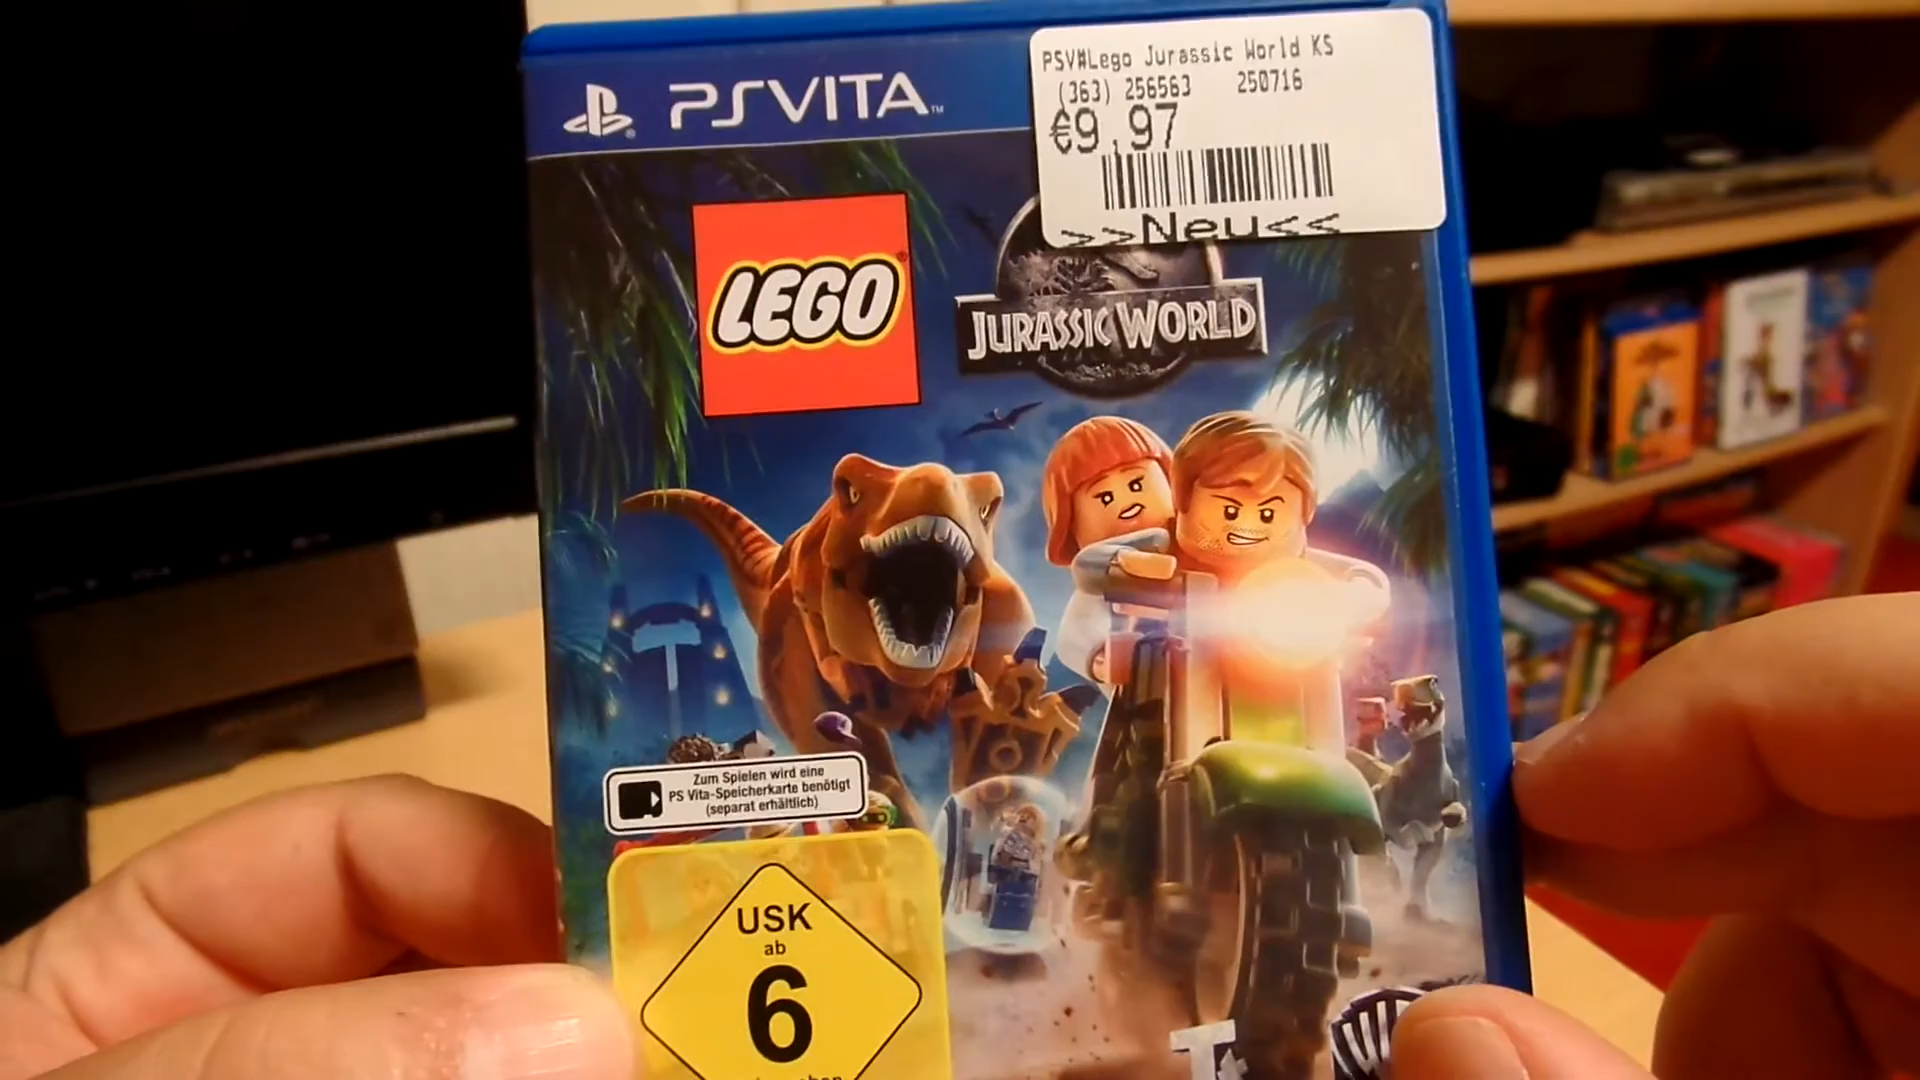 PSVITA™
PSV#Lego Jurassic World KS
(363) 256563 250716
€9,97
>>Neu<<
LEGO®
JURASSIC WORLD
Zum Spielen wird eine
PS Vita-Speicherkarte benötigt
(separat erhältlich)
USK
ab
6